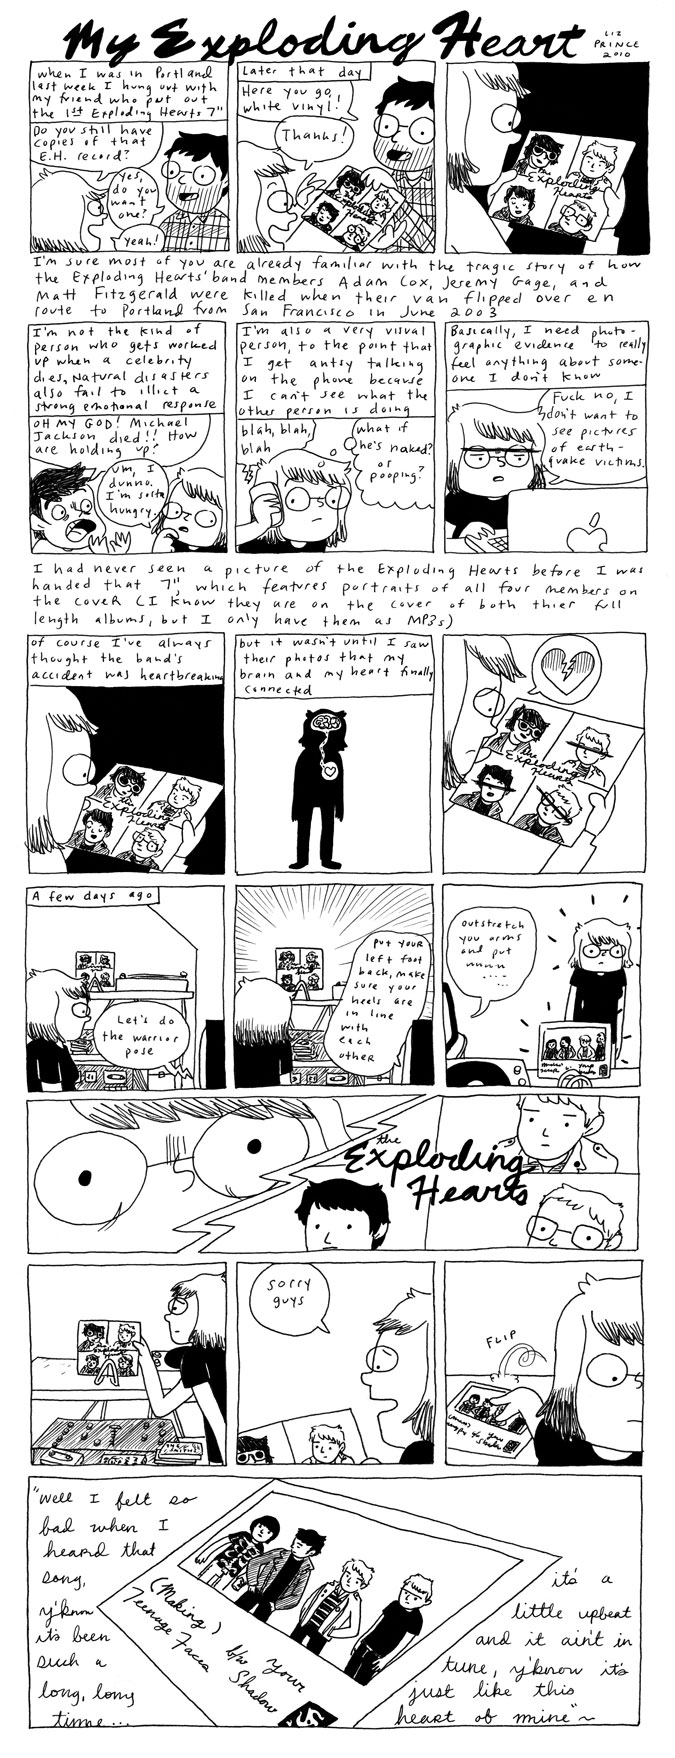 My Exploding Heart
LIZ
PRINCE
2010
when I was in Portland
last week I hung out with
my friend who put out
the 1st Exploding Hearts 7"
Do you still have
copies of that
E.H. record?
Yes,
do you
want
one?
Yeah!
Later that day
Here you go,
white vinyl!
Thanks!
the
Exploding
Hearts
I'm sure most of you are already familiar with the tragic story of how
the Exploding Hearts' band members Adam Cox, Jeremy Gage, and
Matt Fitzgerald were killed when their van flipped over en
route to Portland from San Francisco in June 2003
I'm not the kind of
person who gets worked
up when a celebrity
dies, Natural disasters
also fail to illict a
strong emotional response
OH MY GOD! Michael
Jackson died!! How
are holding up?
Um, I
dunno.
I'm sorta
hungry.
I'm also a very visual
person, to the point that
I get antsy talking
on the phone because
I can't see what the
other person is doing
blah, blah,
blah
what if
he's naked?
or
pooping?
Basically, I need photo-
graphic evidence to really
feel anything about some-
one I don't know
Fuck no, I
don't want to
see pictures
of earth-
quake victims.
I had never seen a picture of the Exploding Hearts before I was
handed that 7", which features portraits of all four members on
the cover (I know they are on the cover of both thier full
length albums, but I only have them as MP3s)
of course I've always
thought the band's
accident was heartbreaking
but it wasn't until I saw
their photos that my
brain and my heart finally
connected
the
Exploding
Hearts
the
Exploding
Hearts
A few days ago
Let's do
the warrior
pose
put your
left foot
back, make
sure your
heels are
in line
with
each
other
outstretch
you arms
and put
the
Exploding
Hearts
sorry
guys
FLIP
"Well I felt so
bad when I
heard that
song,
y'know
it's been
such a
long, long
time...
(Making)
Teenage Faces
b/w Your
Shadow
it's a
little upbeat
and it ain't in
tune, y'know it's
just like this
heart of mine"~